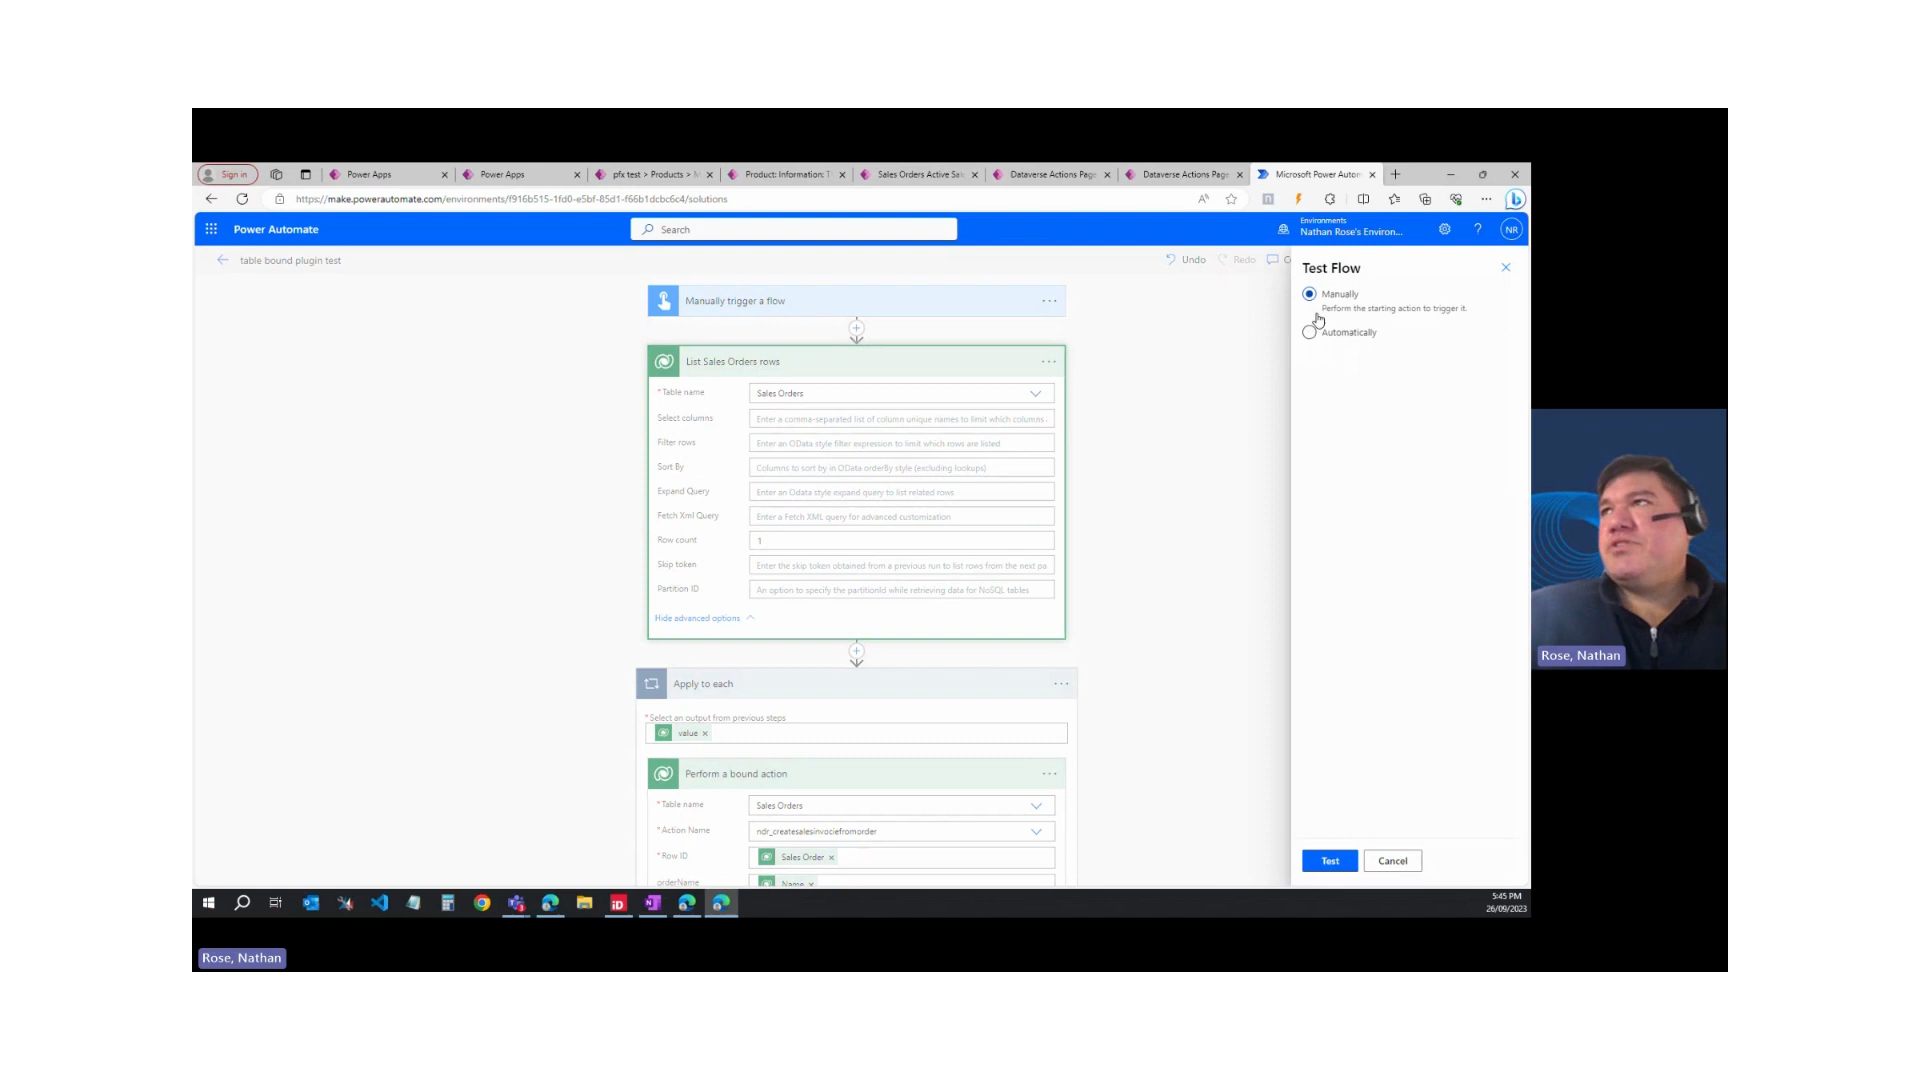 Sign in
Power Apps
Power Apps
pfx test > Products > M
Product: Information: T
Sales Orders Active Sal
Dataverse Actions Page
Dataverse Actions Page
Microsoft Power Autom
https://make.powerautomate.com/environments/f916b515-1fd0-e5bf-85d1-f66b1dcbc6c4/solutions
Power Automate
Search
Environments
Nathan Rose's Environ...
NR
table bound plugin test
Undo
Redo
Test Flow
Manually
Perform the starting action to trigger it.
Automatically
Manually trigger a flow
List Sales Orders rows
* Table name
Sales Orders
Select columns
Enter a comma-separated list of column unique names to limit which columns
Filter rows
Enter an OData style filter expression to limit which rows are listed
Sort By
Columns to sort by in OData orderBy style (excluding lookups)
Expand Query
Enter an Odata style expand query to list related rows
Fetch Xml Query
Enter a Fetch XML query for advanced customization
Row count
1
Skip token
Enter the skip token obtained from a previous run to list rows from the next pa
Partition ID
An option to specify the partitionId while retrieving data for NoSQL tables
Hide advanced options
Apply to each
* Select an output from previous steps
value
Perform a bound action
* Table name
Sales Orders
* Action Name
ndr_createsalesinvociefromorder
* Row ID
Sales Order
orderName
Name
Test
Cancel
5:45 PM
26/09/2023
Rose, Nathan
Rose, Nathan